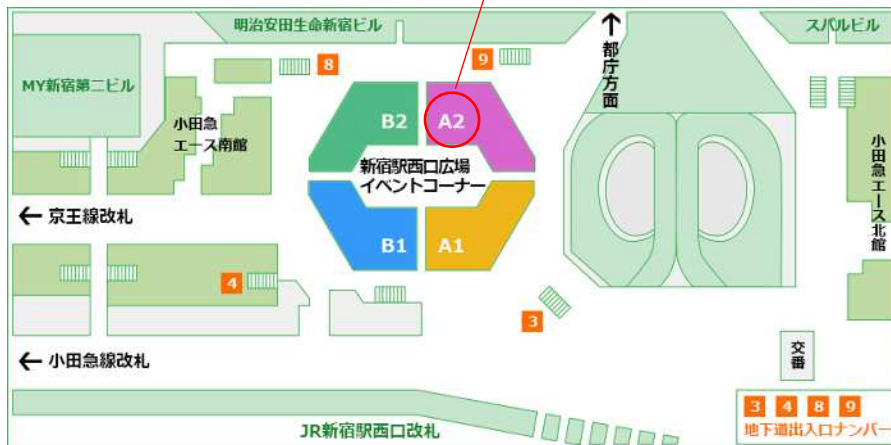 明治安田生命新宿ビル
スバルビル
8
9
都庁方面
MY新宿第二ビル
小田急
エース南館
B2
A2
新宿駅西口広場
イベントコーナー
小田急エース北館
← 京王線改札
B1
A1
4
3
← 小田急線改札
交番
3 4 8 9
地下道出入口ナンバー
JR新宿駅西口改札